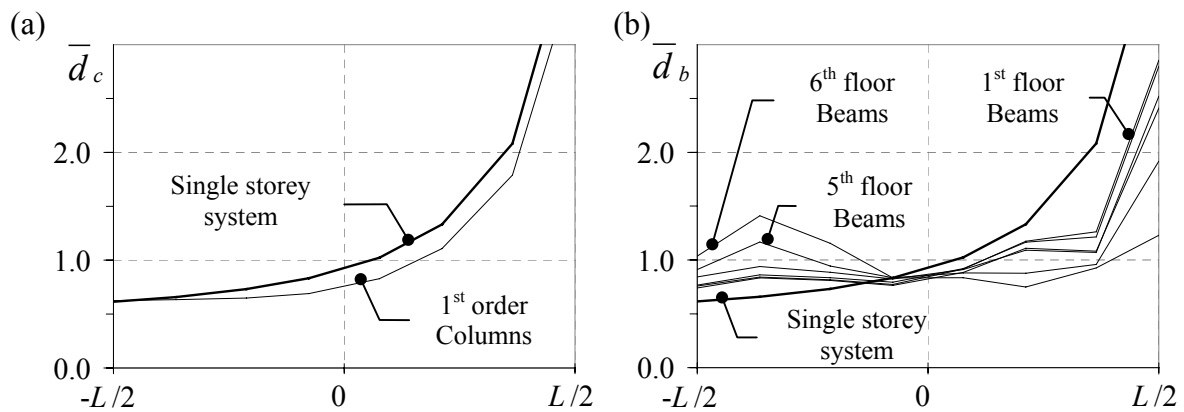 (a)
d c
2.0
1.0
0.0
Single storey
system
1st order
Columns
-L/2
0
L/2
(b)
d b
2.0
1.0
0.0
6th floor
Beams
5th floor
Beams
1st floor
Beams
Single storey
system
-L/2
0
L/2